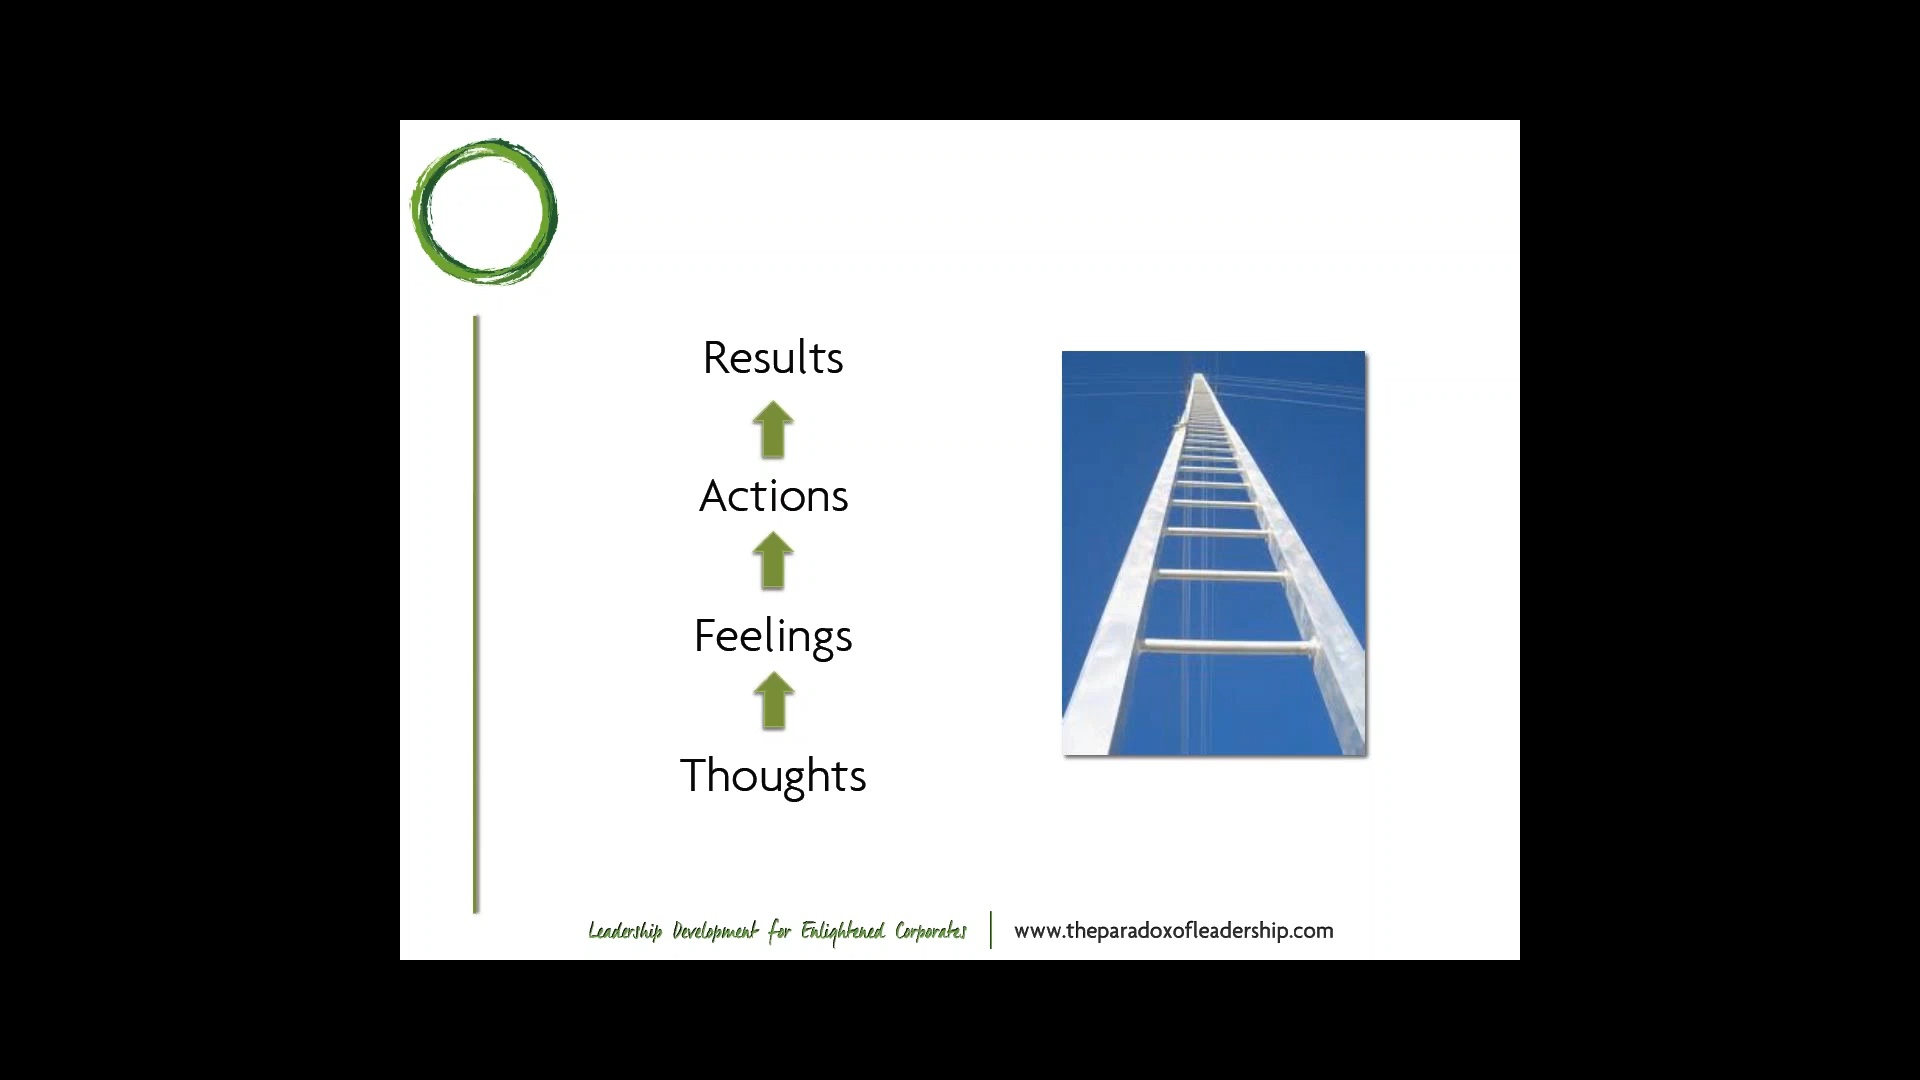 Results
Actions
Feelings
Thoughts
Leadership Development for Enlightened Corporates
www.theparadoxofleadership.com